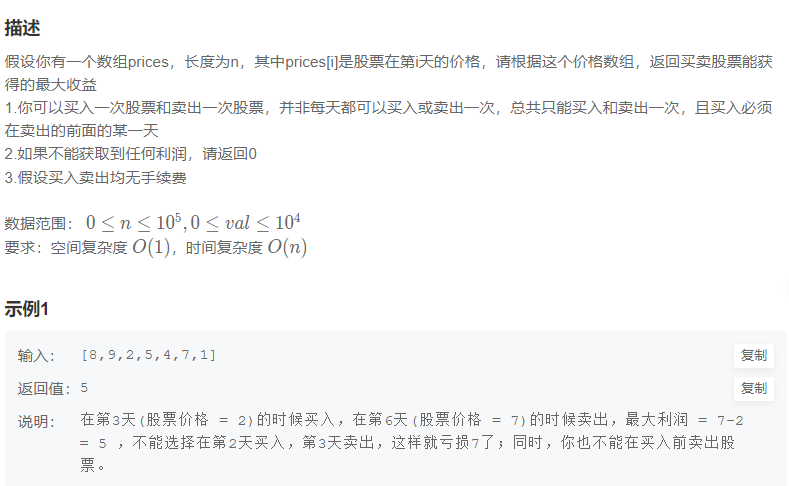 描述
假设你有一个数组prices，长度为n，其中prices[i]是股票在第i天的价格，请根据这个价格数组，返回买卖股票能获
得的最大收益
1.你可以买入一次股票和卖出一次股票，并非每天都可以买入或卖出一次，总共只能买入和卖出一次，且买入必须
在卖出的前面的某一天
2.如果不能获取到任何利润，请返回0
3.假设买入卖出均无手续费
数据范围： 0 ≤ n ≤ 10⁵, 0 ≤ val ≤ 10⁴
要求：空间复杂度 O(1)，时间复杂度 O(n)
示例1
输入： [8,9,2,5,4,7,1] 复制
返回值：5 复制
说明： 在第3天(股票价格 = 2)的时候买入，在第6天(股票价格 = 7)的时候卖出，最大利润 = 7-2
= 5 ，不能选择在第2天买入，第3天卖出，这样就亏损7了；同时，你也不能在买入前卖出股
票。